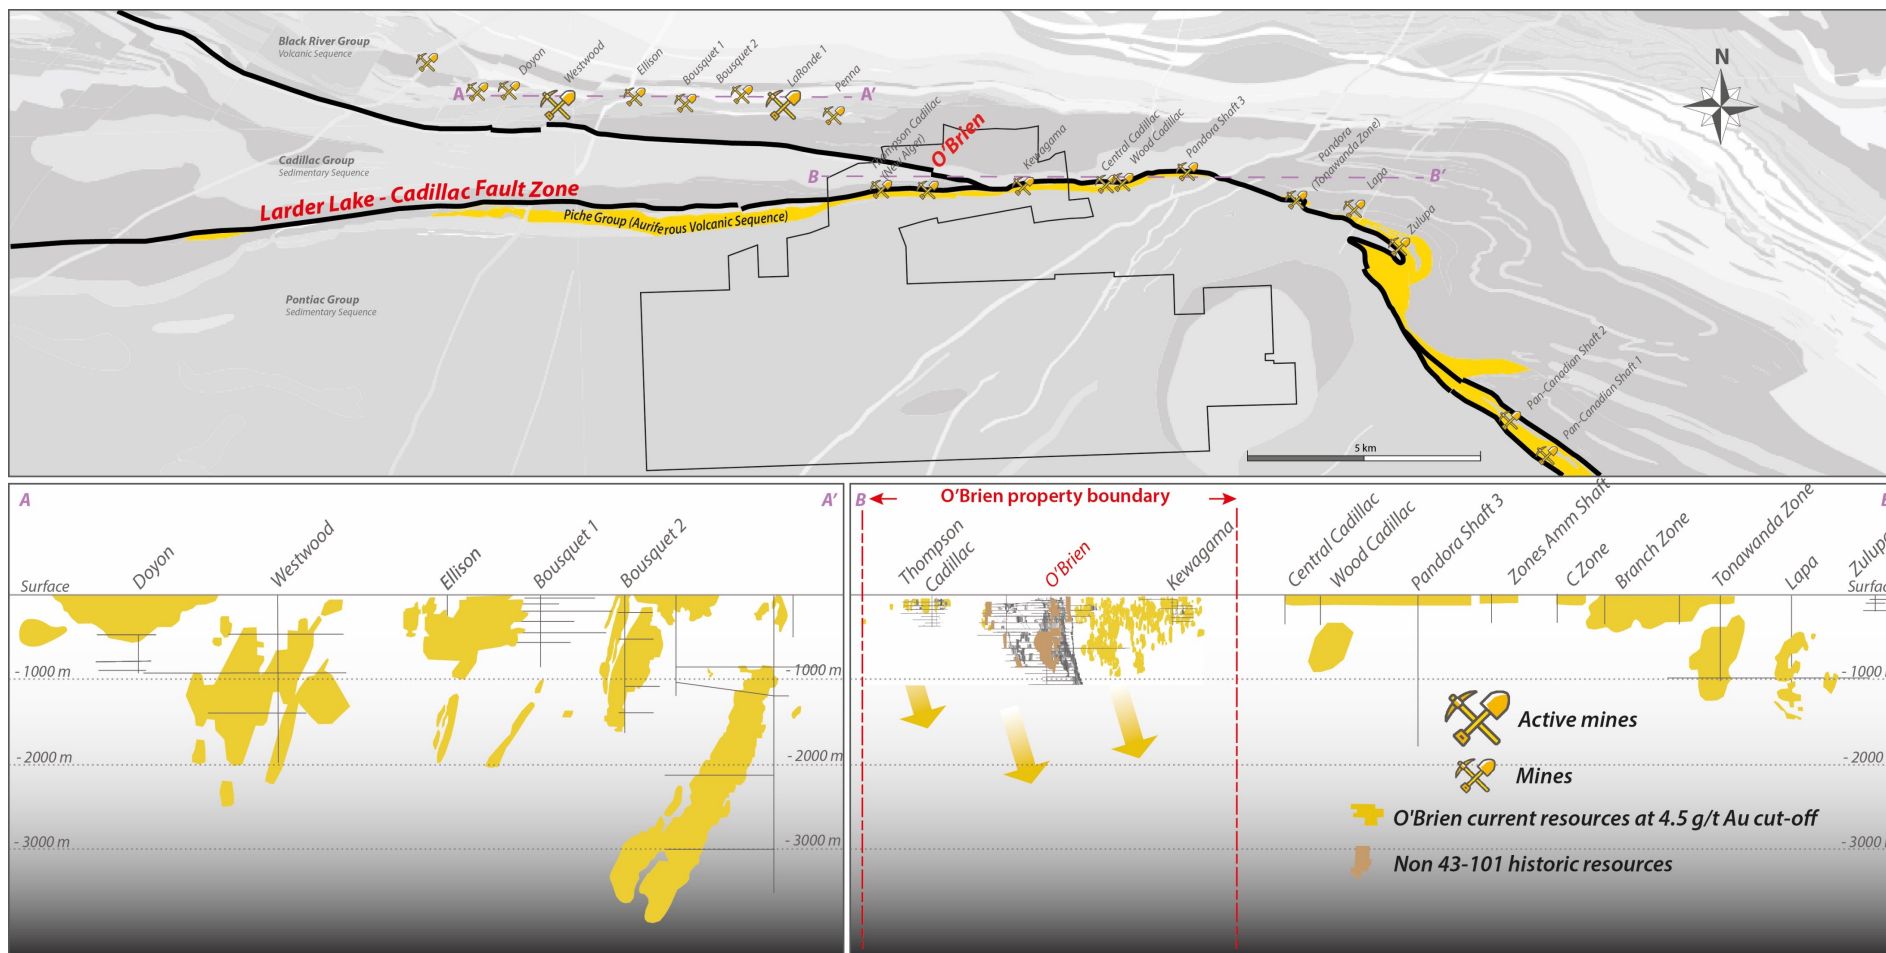 Black River Group
Volcanic Sequence
Doyon
Westwood
Ellison
Bousquet 1
Bousquet 2
LaRonde 1
Penna
A
A'
N
Cadillac Group
Sedimentary Sequence
Thompson Cadillac
(New Alger)
O'Brien
Kewagama
Central Cadillac
Wood Cadillac
Pandora Shaft 3
Pandora
(Tonawanda Zone)
Lapa
Zulupa
B
B'
Larder Lake - Cadillac Fault Zone
Piche Group (Auriferous Volcanic Sequence)
Pontiac Group
Sedimentary Sequence
Pan-Canadian Shaft 2
Pan-Canadian Shaft 1
5 km
A
A'
Doyon
Westwood
Ellison
Bousquet 1
Bousquet 2
Surface
- 1000 m
- 1000 m
- 2000 m
- 2000 m
- 3000 m
- 3000 m
B
O'Brien property boundary
Thompson
Cadillac
O'Brien
Kewagama
Central Cadillac
Wood Cadillac
Pandora Shaft 3
Zones Amm Shaft
C Zone
Branch Zone
Tonawanda Zone
Lapa
Zulupa
- 1000
- 2000
- 3000
Active mines
Mines
O'Brien current resources at 4.5 g/t Au cut-off
Non 43-101 historic resources